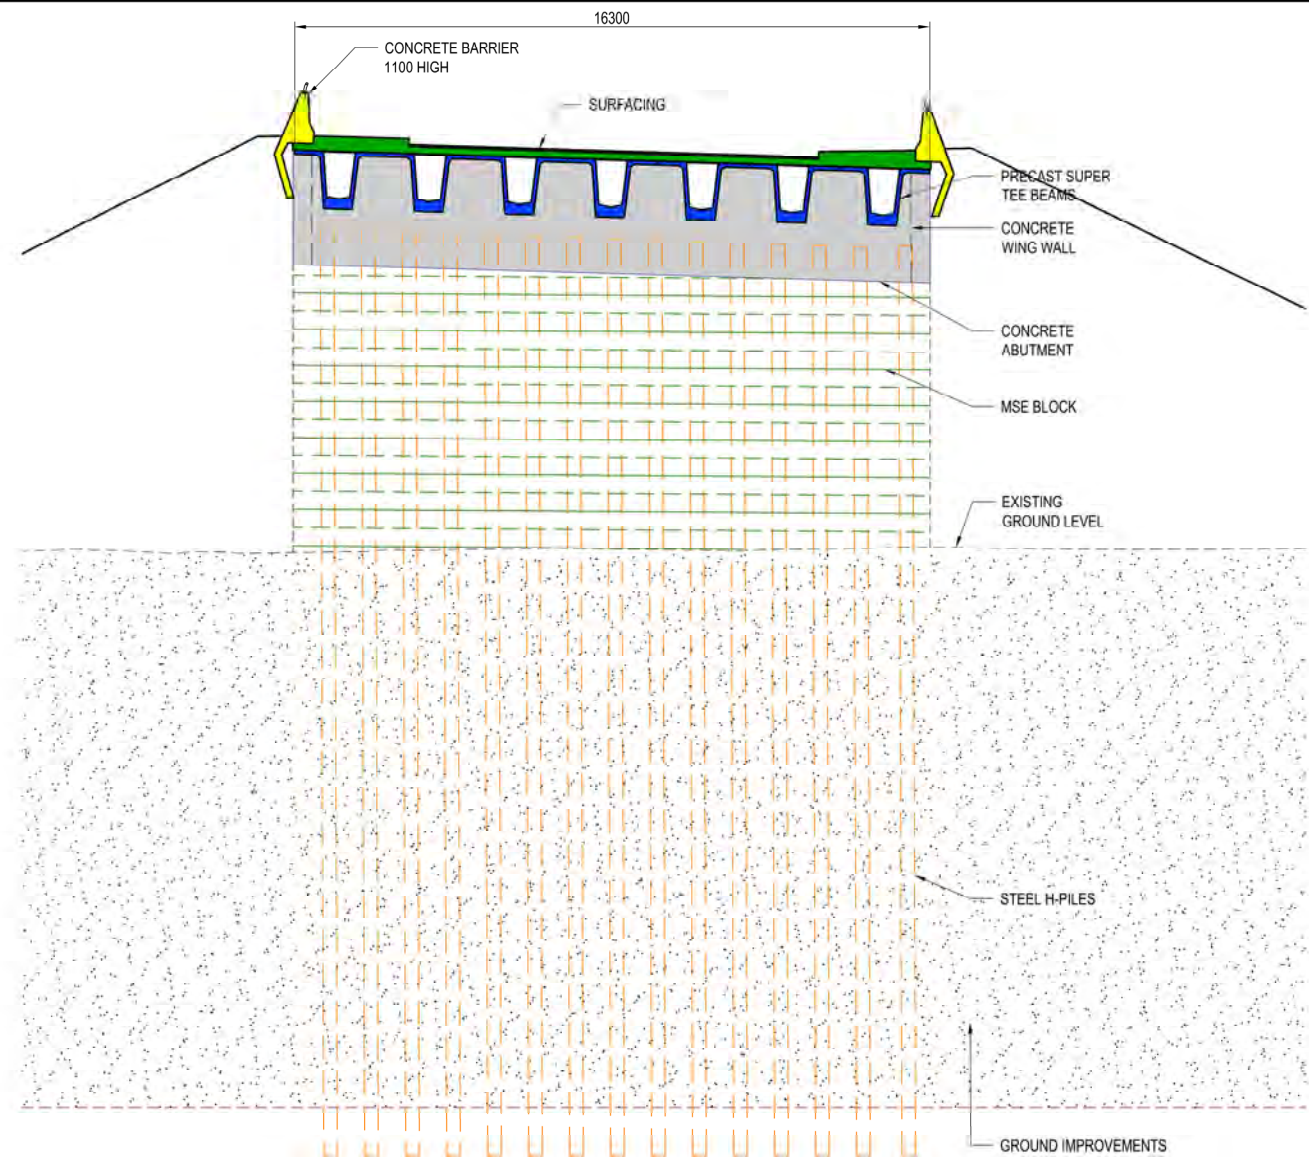 16300
CONCRETE BARRIER
1100 HIGH
SURFACING
PRECAST SUPER
TEE BEAMS
CONCRETE
WING WALL
CONCRETE
ABUTMENT
MSE BLOCK
EXISTING
GROUND LEVEL
STEEL H-PILES
GROUND IMPROVEMENTS